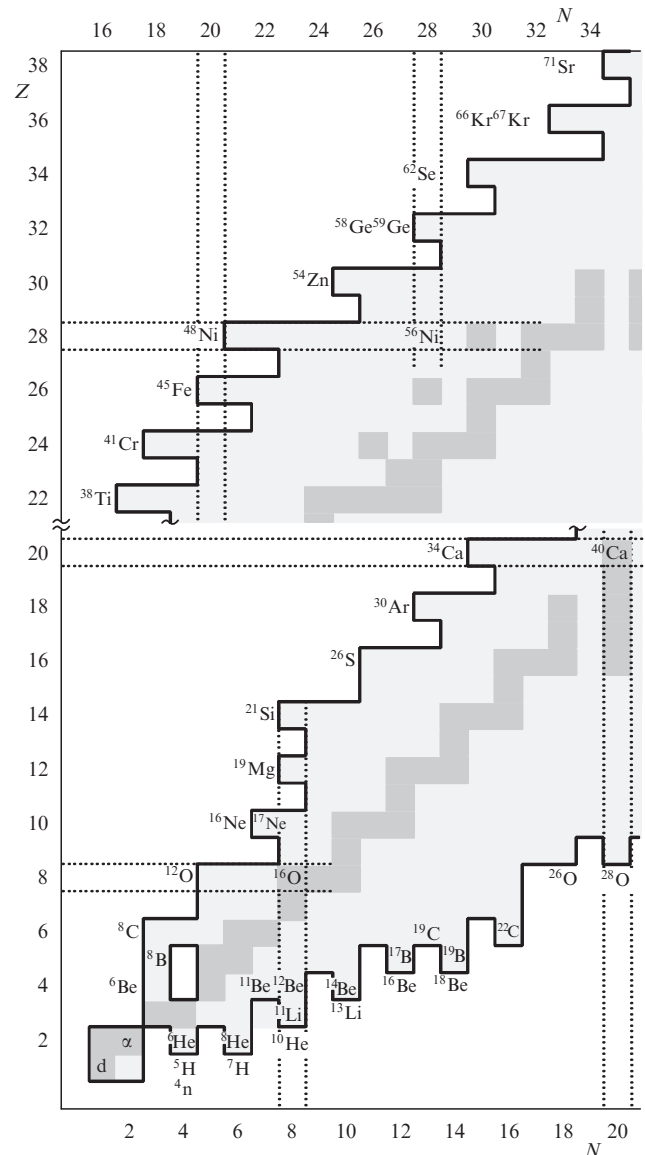 N
16 18 20 22 24 26 28 30 32 34
Z
38 ⁷¹Sr
36 ⁶⁶Kr⁶⁷Kr
34 ⁶²Se
32 ⁵⁸Ge⁵⁹Ge
30 ⁵⁴Zn
28 ⁴⁸Ni ⁵⁶Ni
26 ⁴⁵Fe
24 ⁴¹Cr
22 ³⁸Ti
20 ³⁴Ca ⁴⁰Ca
18 ³⁰Ar
16 ²⁶S
14 ²¹Si
12 ¹⁹Mg
10 ¹⁶Ne ¹⁷Ne
8 ¹²O ¹⁶O ²⁶O ²⁸O
6 ⁸C ¹⁹C ²²C
⁸B ¹⁷B ¹⁹B
4 ⁶Be ¹¹Be ¹²Be ¹⁴Be ¹⁶Be ¹⁸Be
¹¹Li ¹³Li
2 α ⁶He ⁸He ¹⁰He
d ⁵H ⁷H
⁴n
2 4 6 8 10 12 14 16 18 20
N